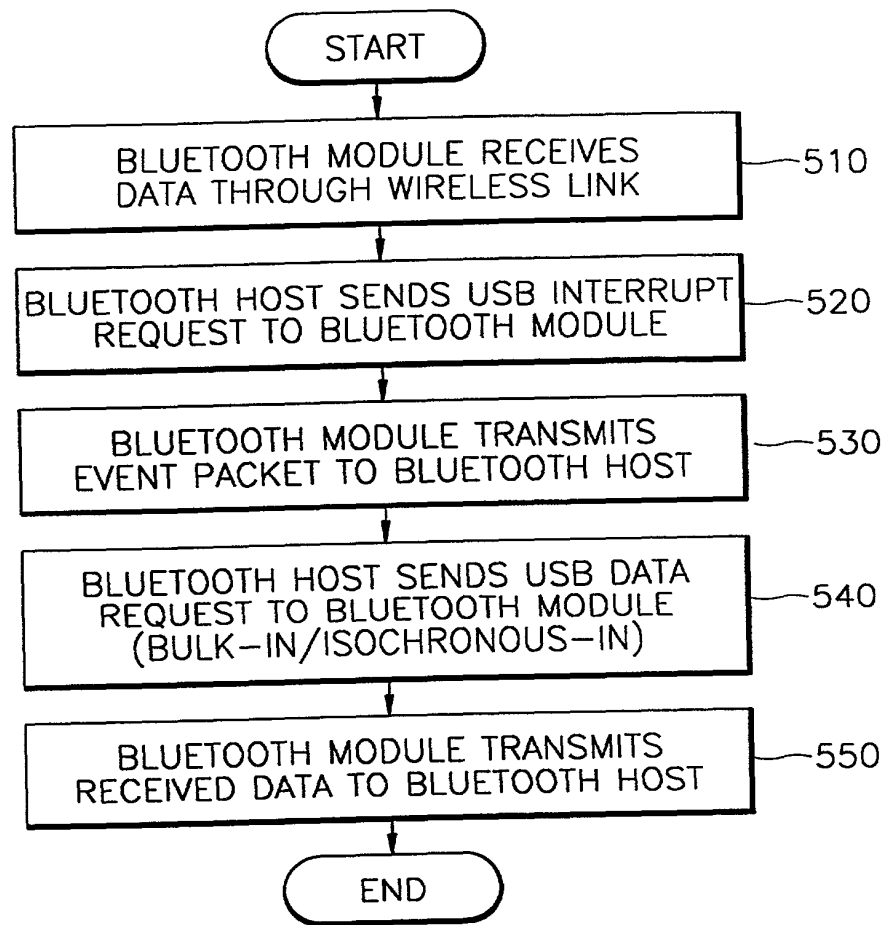 START
BLUETOOTH MODULE RECEIVES
DATA THROUGH WIRELESS LINK
510
BLUETOOTH HOST SENDS USB INTERRUPT
REQUEST TO BLUETOOTH MODULE
520
BLUETOOTH MODULE TRANSMITS
EVENT PACKET TO BLUETOOTH HOST
530
BLUETOOTH HOST SENDS USB DATA
REQUEST TO BLUETOOTH MODULE
(BULK-IN/ISOCHRONOUS-IN)
540
BLUETOOTH MODULE TRANSMITS
RECEIVED DATA TO BLUETOOTH HOST
550
END